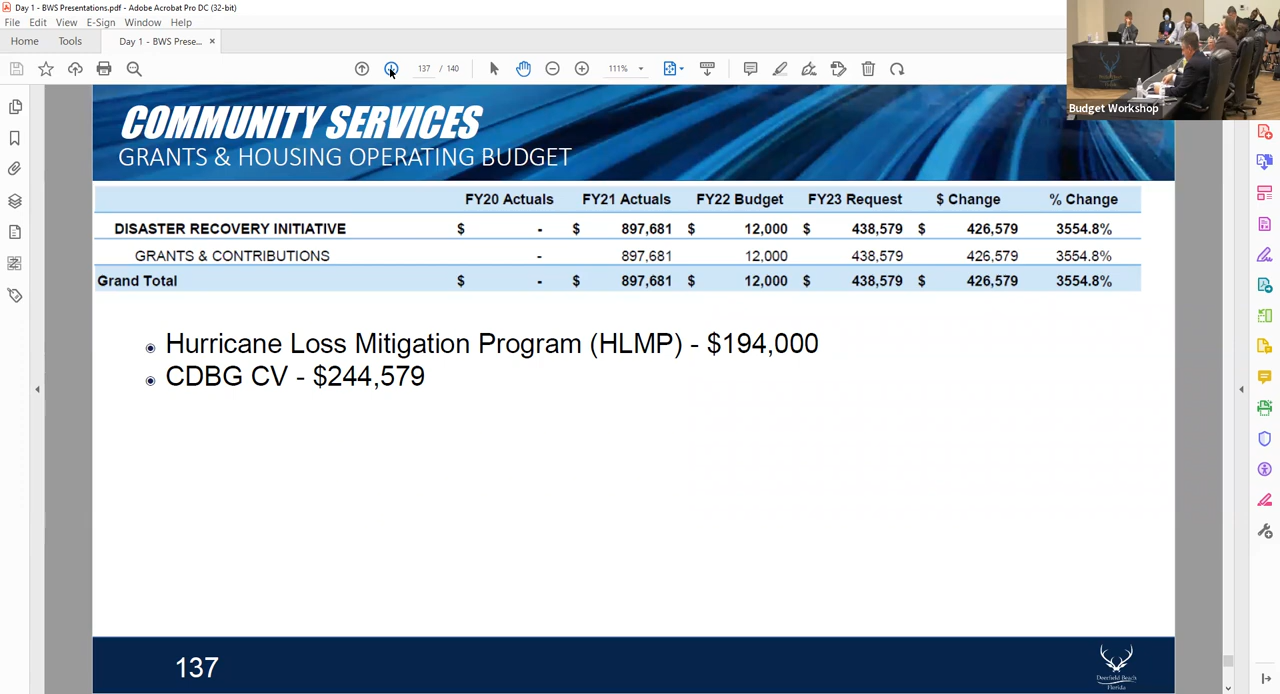 Day 1 - BWS Presentations.pdf - Adobe Acrobat Pro DC (32-bit)
File Edit View E-Sign Window Help
Home Tools Day 1 - BWS Prese... ×
137 / 140 111%
Budget Workshop
COMMUNITY SERVICES
GRANTS & HOUSING OPERATING BUDGET
FY20 Actuals FY21 Actuals FY22 Budget FY23 Request $ Change % Change
DISASTER RECOVERY INITIATIVE $ - $ 897,681 $ 12,000 $ 438,579 $ 426,579 3554.8%
GRANTS & CONTRIBUTIONS - 897,681 12,000 438,579 426,579 3554.8%
Grand Total $ - $ 897,681 $ 12,000 $ 438,579 $ 426,579 3554.8%
Hurricane Loss Mitigation Program (HLMP) - $194,000
CDBG CV - $244,579
137
Deerfield Beach
Florida